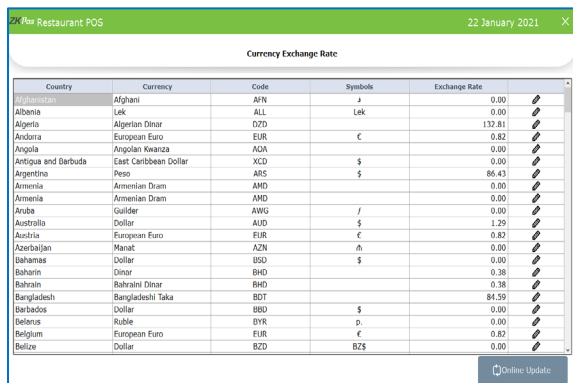 ZKPos Restaurant POS 22 January 2021 X
Currency Exchange Rate
Country Currency Code Symbols Exchange Rate
Afghanistan Afghani AFN 0.00
Albania Lek ALL Lek 0.00
Algeria Algerian Dinar DZD 132.81
Andorra European Euro EUR € 0.82
Angola Angolan Kwanza AOA 0.00
Antigua and Barbuda East Caribbean Dollar XCD $ 0.00
Argentina Peso ARS $ 86.43
Armenia Armenian Dram AMD 0.00
Armenia Armenian Dram AMD 0.00
Aruba Guilder AWG ƒ 0.00
Australia Dollar AUD $ 1.29
Austria European Euro EUR € 0.82
Azerbaijan Manat AZN ₼ 0.00
Bahamas Dollar BSD $ 0.00
Baharin Dinar BHD 0.38
Bahrain Bahraini Dinar BHD 0.38
Bangladesh Bangladeshi Taka BDT 84.59
Barbados Dollar BBD $ 0.00
Belarus Ruble BYR p. 0.00
Belgium European Euro EUR € 0.82
Belize Dollar BZD BZ$ 0.00
Online Update